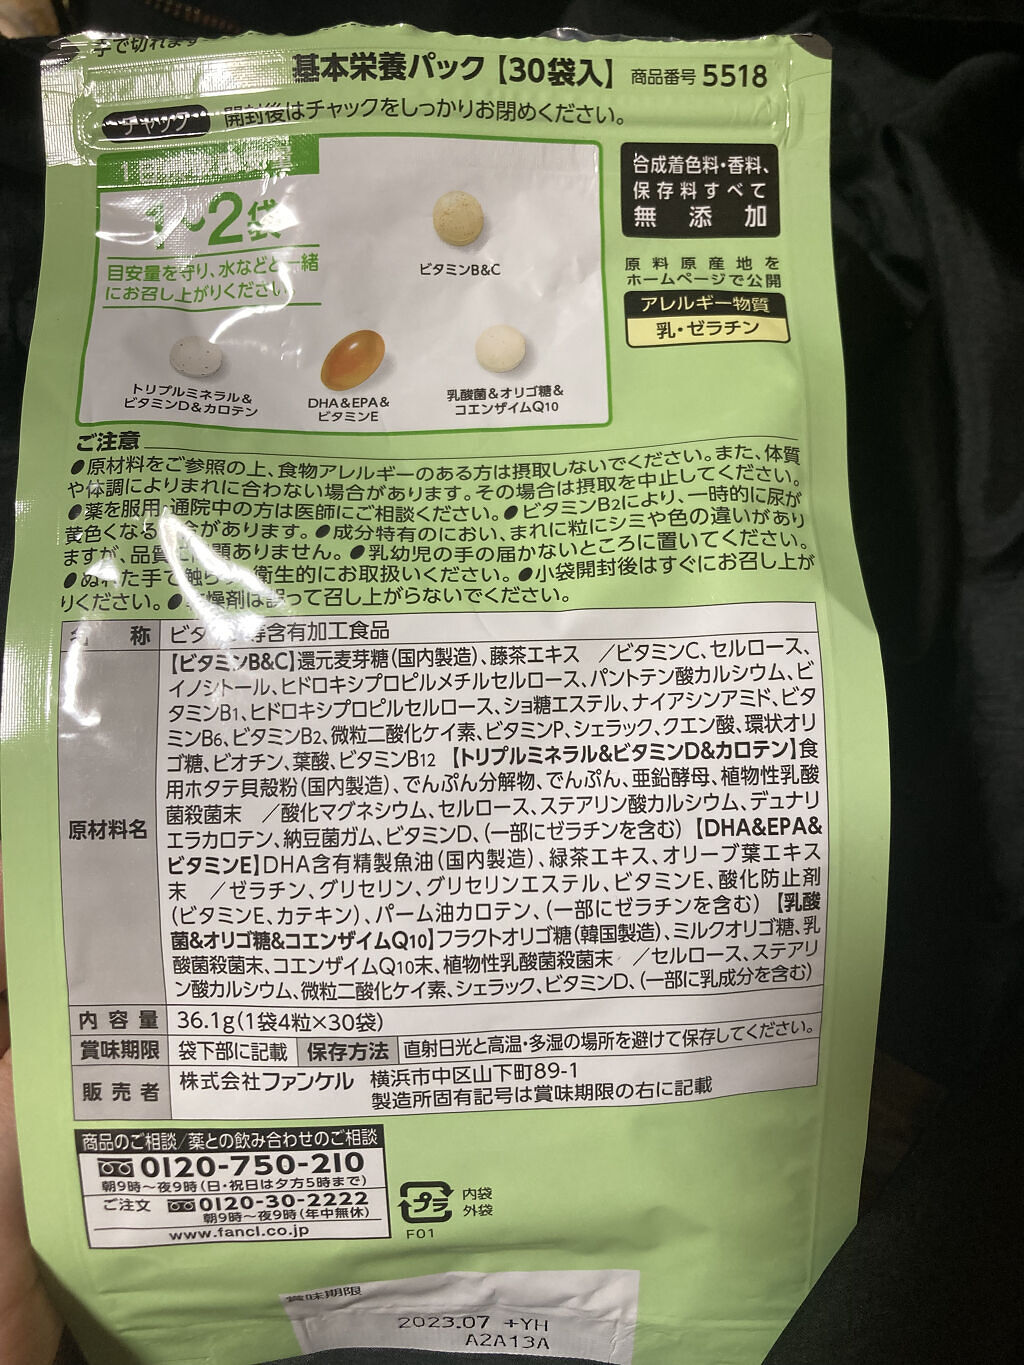 手で切れます
基本栄養パック【30袋入】 商品番号 5518
チャック 開封後はチャックをしっかりお閉めください。
1～2袋
目安量を守り、水などと一緒
にお召し上がりください
ビタミンB&C
トリプルミネラル&
ビタミンD&カロテン
DHA&EPA&
ビタミンE
乳酸菌&オリゴ糖&
コエンザイムQ10
合成着色料・香料、
保存料すべて
無添加
原料原産地を
ホームページで公開
アレルギー物質
乳・ゼラチン
ご注意
●原材料をご参照の上、食物アレルギーのある方は摂取しないでください。また、体質
や体調によりまれに合わない場合があります。その場合は摂取を中止してください。
●薬を服用・通院中の方は医師にご相談ください。●ビタミンB2により、一時的に尿が
黄色くなる合があります。●成分特有のにおい、まれに粒にシミや色の違いがあり
ますが、品質に問題ありません。●乳幼児の手の届かないところに置いてください。
●ぬれた手で触らず、衛生的にお取扱いください。●小袋開封後はすぐにお召し上が
りください。●乾燥剤は誤って召し上がらないでください。
名称 ビタミン等含有加工食品
原材料名
【ビタミンB&C】還元麦芽糖(国内製造)、藤茶エキス ／ビタミンC、セルロース、
イノシトール、ヒドロキシプロピルメチルセルロース、パントテン酸カルシウム、ビ
タミンB1、ヒドロキシプロピルセルロース、ショ糖エステル、ナイアシンアミド、ビタ
ミンB6、ビタミンB2、微粒二酸化ケイ素、ビタミンP、シェラック、クエン酸、環状オリ
ゴ糖、ビオチン、葉酸、ビタミンB12 【トリプルミネラル&ビタミンD&カロテン】食
用ホタテ貝殻粉(国内製造)、でんぷん分解物、でんぷん、亜鉛酵母、植物性乳酸
菌殺菌末 ／酸化マグネシウム、セルロース、ステアリン酸カルシウム、デュナリ
エラカロテン、納豆菌ガム、ビタミンD、(一部にゼラチンを含む) 【DHA&EPA&
ビタミンE】DHA含有精製魚油(国内製造)、緑茶エキス、オリーブ葉エキス
末 ／ゼラチン、グリセリン、グリセリンエステル、ビタミンE、酸化防止剤
(ビタミンE、カテキン)、パーム油カロテン、(一部にゼラチンを含む) 【乳酸
菌&オリゴ糖&コエンザイムQ10】フラクトオリゴ糖(韓国製造)、ミルクオリゴ糖、乳
酸菌殺菌末、コエンザイムQ10末、植物性乳酸菌殺菌末 ／セルロース、ステアリ
ン酸カルシウム、微粒二酸化ケイ素、シェラック、ビタミンD、(一部に乳成分を含む)
内容量 36.1g(1袋4粒×30袋)
賞味期限 袋下部に記載 保存方法 直射日光と高温・多湿の場所を避けて保存してください。
販売者 株式会社ファンケル 横浜市中区山下町89-1
製造所固有記号は賞味期限の右に記載
商品のご相談/薬との飲み合わせのご相談
0120-750-210
朝9時～夜9時(日・祝日は夕方5時まで)
ご注文 0120-30-2222
朝9時～夜9時(年中無休)
www.fancl.co.jp
プラ 内袋
外袋
F01
賞味期限
2023.07 +YH
A2A13A